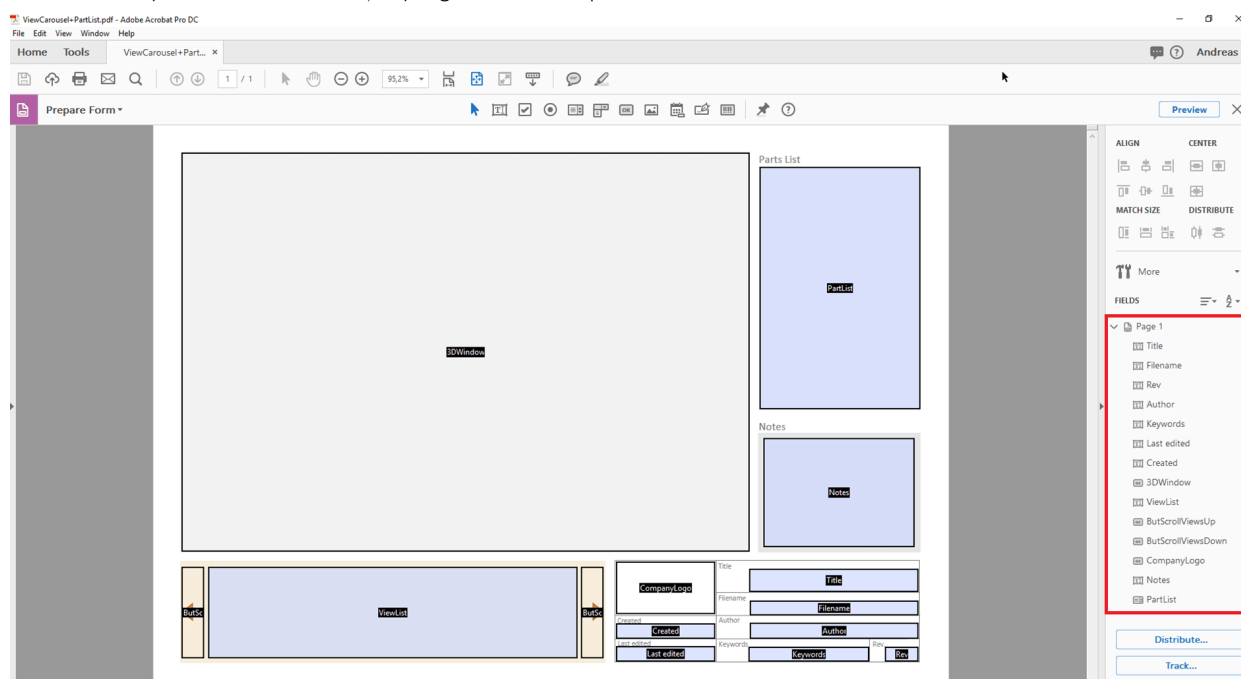 ViewCarousel+PartList.pdf - Adobe Acrobat Pro DC
File Edit View Window Help
Home Tools ViewCarousel+Part... ×
Andreas
1 / 1
95,2%
Prepare Form
Preview
Parts List
PartList
3DWindow
Notes
Notes
ButSc
ViewList
ButSc
CompanyLogo
Title
Title
Filename
Filename
Created
Created
Author
Author
Last edited
Last edited
Keywords
Keywords
Rev
Rev
ALIGN CENTER
MATCH SIZE DISTRIBUTE
More
FIELDS
Page 1
Title
Filename
Rev
Author
Keywords
Last edited
Created
3DWindow
ViewList
ButScrollViewsUp
ButScrollViewsDown
CompanyLogo
Notes
PartList
Distribute...
Track...